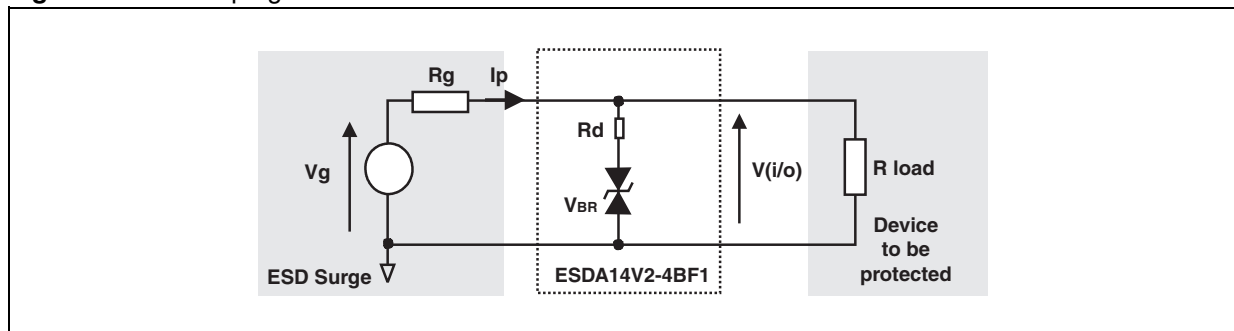 Rg
Ip
Rd
Vg
VBR
V(i/o)
R load
Device
to be
protected
ESD Surge
ESDA14V2-4BF1